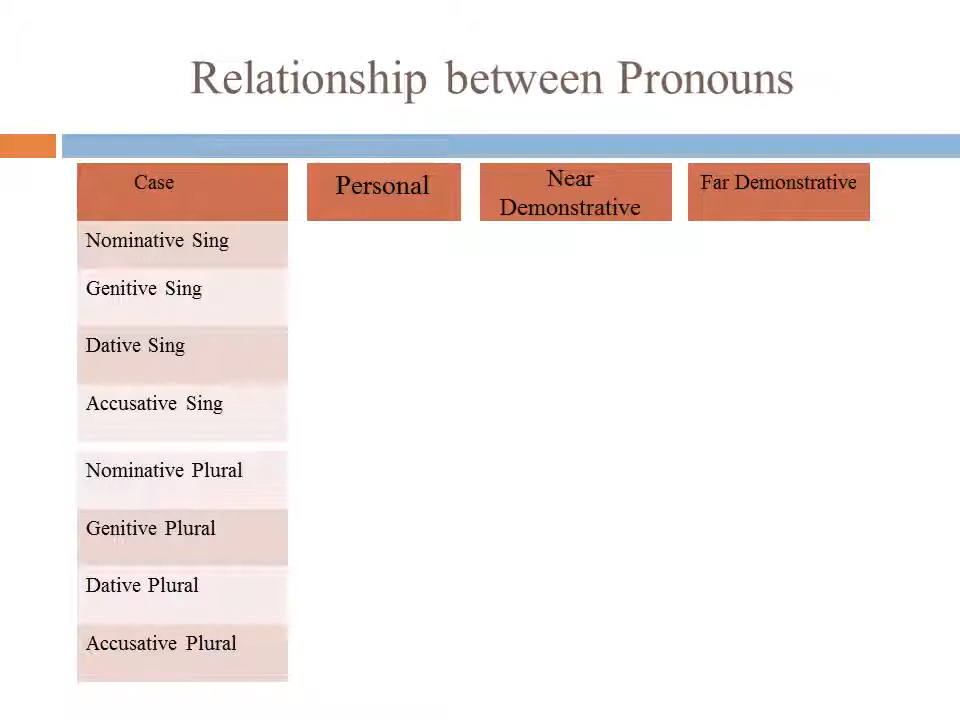 Relationship between Pronouns
Case
Personal
Near
Demonstrative
Far Demonstrative
Nominative Sing
Genitive Sing
Dative Sing
Accusative Sing
Nominative Plural
Genitive Plural
Dative Plural
Accusative Plural